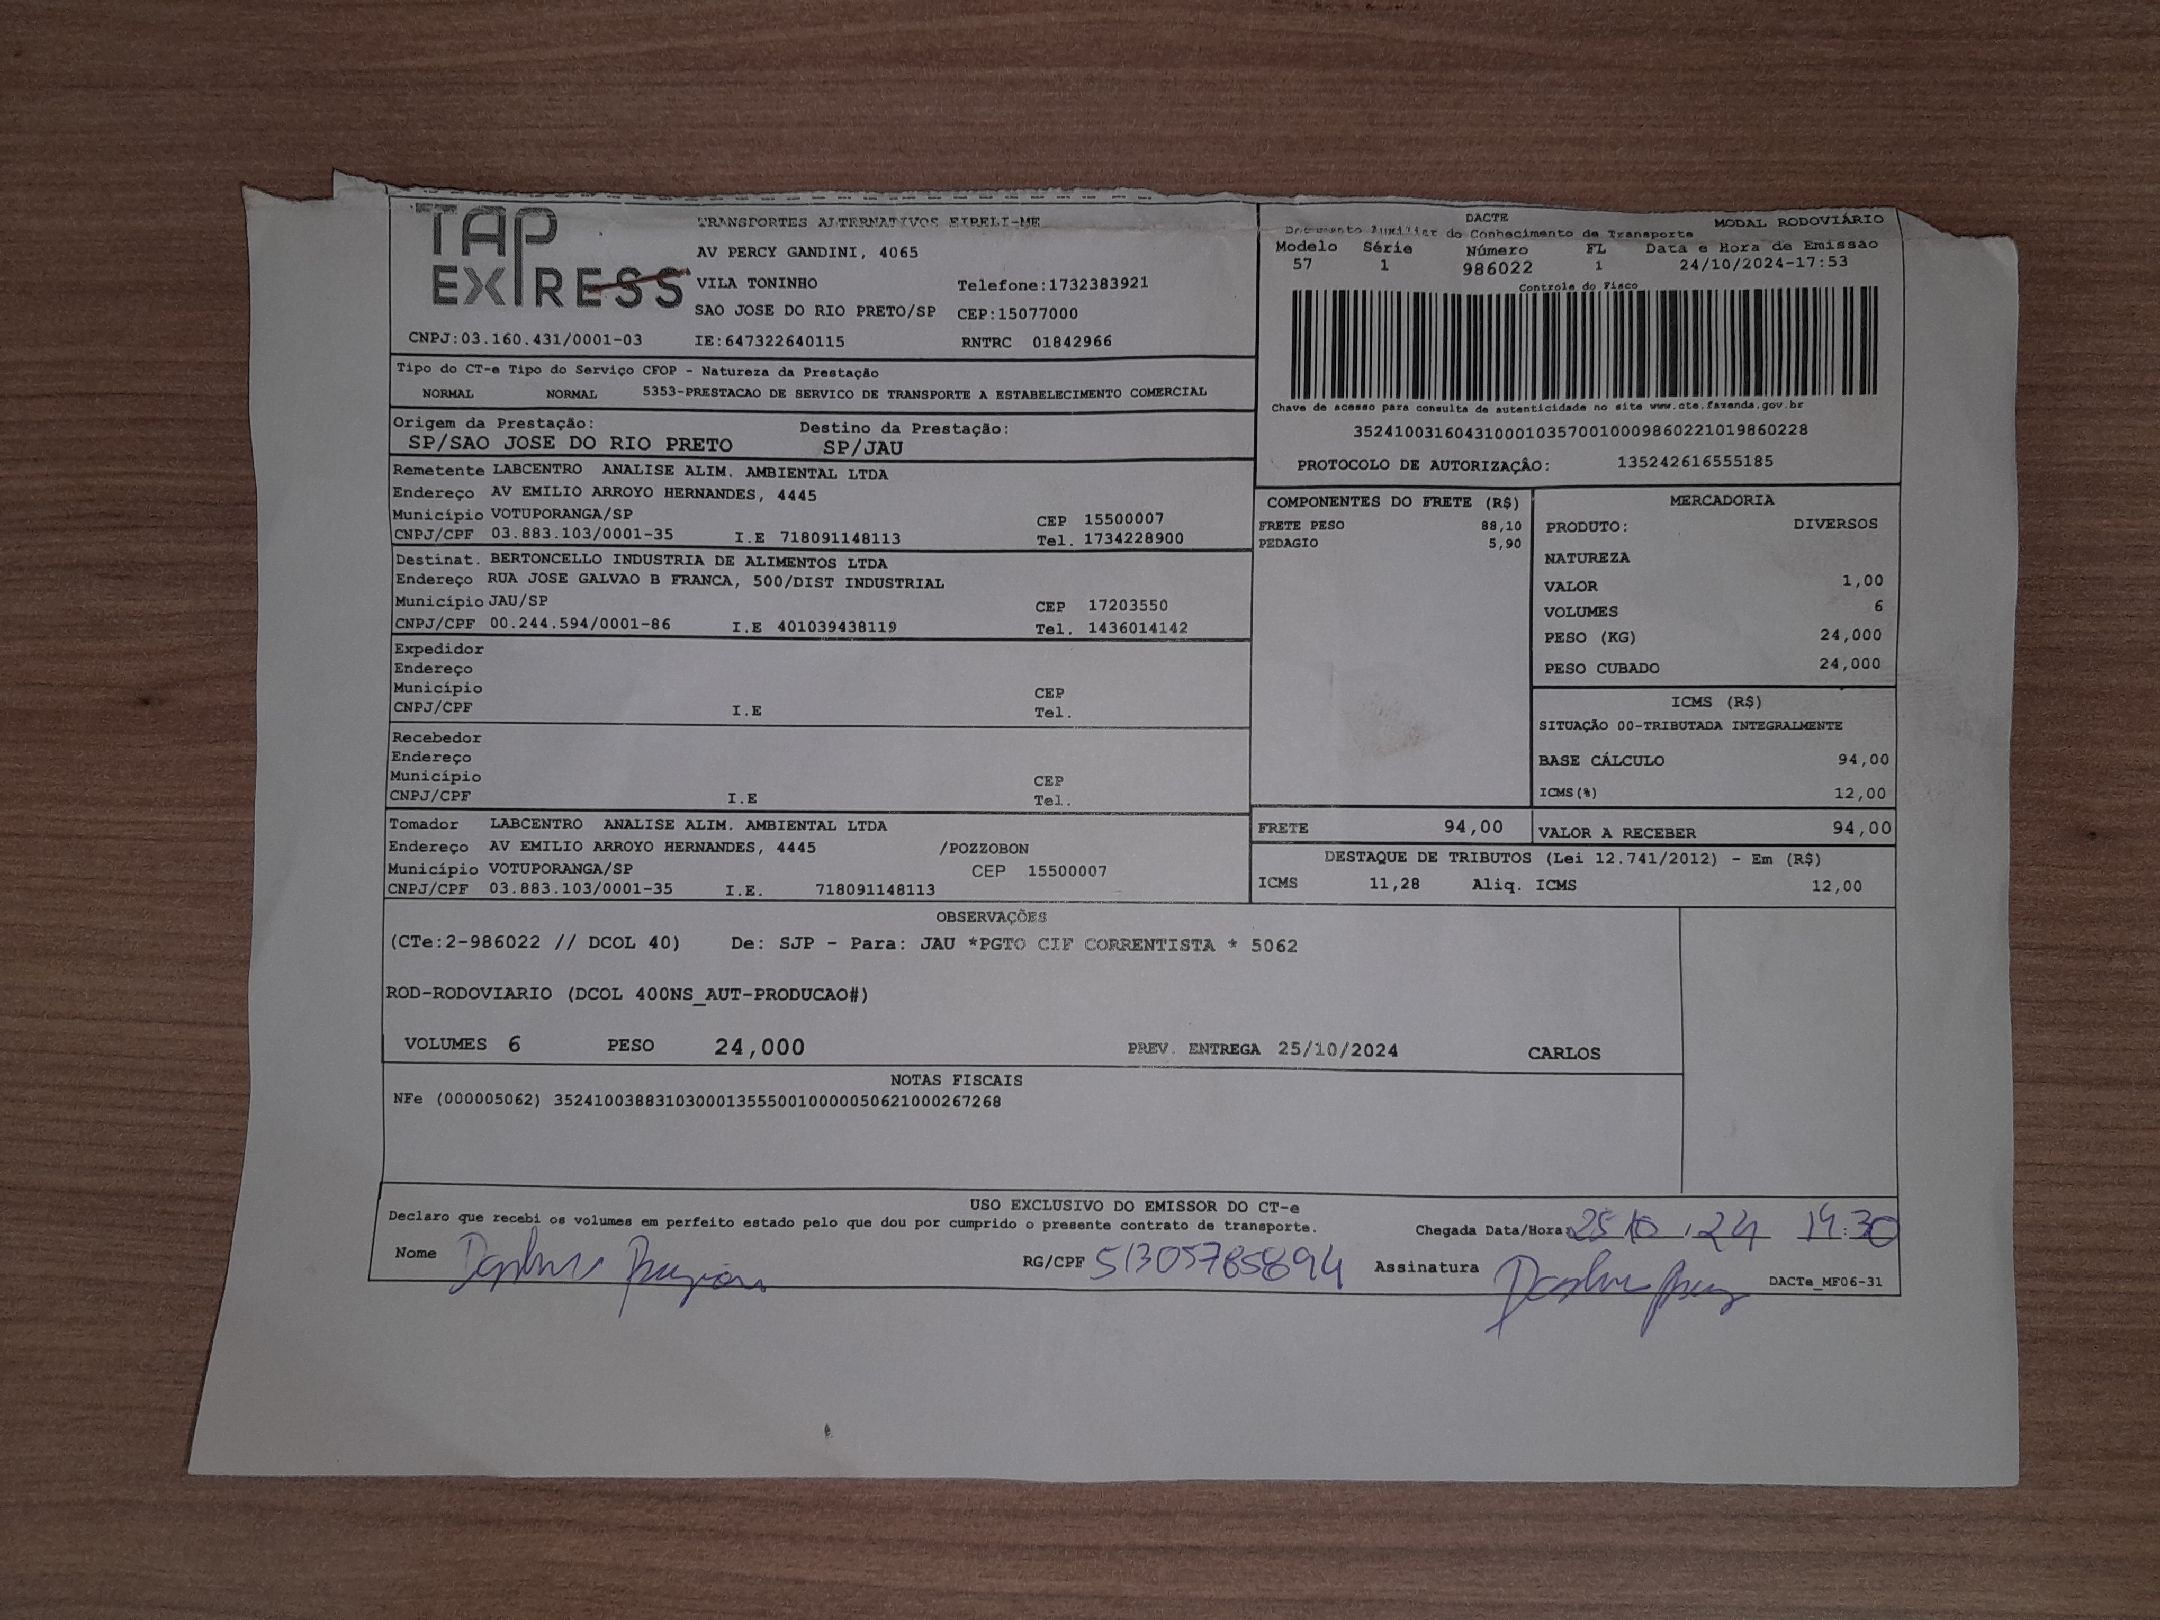 TAP
EXPRESS
TRANSPORTES ALTERNATIVOS EIRELI-ME
AV PERCY GANDINI, 4065
VILA TONINHO Telefone:1732383921
SAO JOSE DO RIO PRETO/SP CEP:15077000
CNPJ:03.160.431/0001-03 IE:647322640115 RNTRC 01842966
DACTE MODAL RODOVIÁRIO
Documento Auxiliar do Conhecimento de Transporte
Modelo Série Número FL Data e Hora de Emissão
57 1 986022 1 24/10/2024-17:53
Controle do Fisco
Chave de acesso para consulta de autenticidade no site www.cte.fazenda.gov.br
35241003160431000103570010009860221019860228
PROTOCOLO DE AUTORIZAÇÂO: 135242616555185
Tipo do CT-e Tipo do Serviço CFOP - Natureza da Prestação
NORMAL NORMAL 5353-PRESTACAO DE SERVICO DE TRANSPORTE A ESTABELECIMENTO COMERCIAL
Origem da Prestação: Destino da Prestação:
SP/SAO JOSE DO RIO PRETO SP/JAU
Remetente LABCENTRO ANALISE ALIM. AMBIENTAL LTDA
Endereço AV EMILIO ARROYO HERNANDES, 4445
Município VOTUPORANGA/SP CEP 15500007
CNPJ/CPF 03.883.103/0001-35 I.E 718091148113 Tel. 1734228900
Destinat. BERTONCELLO INDUSTRIA DE ALIMENTOS LTDA
Endereço RUA JOSE GALVAO B FRANCA, 500/DIST INDUSTRIAL
Município JAU/SP CEP 17203550
CNPJ/CPF 00.244.594/0001-86 I.E 401039438119 Tel. 1436014142
Expedidor
Endereço
Município CEP
CNPJ/CPF I.E Tel.
Recebedor
Endereço
Município CEP
CNPJ/CPF I.E Tel.
Tomador LABCENTRO ANALISE ALIM. AMBIENTAL LTDA
Endereço AV EMILIO ARROYO HERNANDES, 4445 /POZZOBON
Município VOTUPORANGA/SP CEP 15500007
CNPJ/CPF 03.883.103/0001-35 I.E. 718091148113
COMPONENTES DO FRETE (R$)
FRETE PESO 88,10
PEDAGIO 5,90
MERCADORIA
PRODUTO: DIVERSOS
NATUREZA
VALOR 1,00
VOLUMES 6
PESO (KG) 24,000
PESO CUBADO 24,000
ICMS (R$)
SITUAÇÃO 00-TRIBUTADA INTEGRALMENTE
BASE CÁLCULO 94,00
ICMS(%) 12,00
FRETE 94,00 VALOR A RECEBER 94,00
DESTAQUE DE TRIBUTOS (Lei 12.741/2012) - Em (R$)
ICMS 11,28 Aliq. ICMS 12,00
OBSERVAÇÕES
(CTe:2-986022 // DCOL 40) De: SJP - Para: JAU *PGTO CIF CORRENTISTA * 5062
ROD-RODOVIARIO (DCOL 400NS_AUT-PRODUCAO#)
VOLUMES 6 PESO 24,000 PREV. ENTREGA 25/10/2024 CARLOS
NOTAS FISCAIS
NFe (000005062) 35241003883103000135550010000050621000267268
USO EXCLUSIVO DO EMISSOR DO CT-e
Declaro que recebi os volumes em perfeito estado pelo que dou por cumprido o presente contrato de transporte. Chegada Data/Hora: 25 10 24 14:30
Nome RG/CPF 51305785894 Assinatura
DACTe_MF06-31